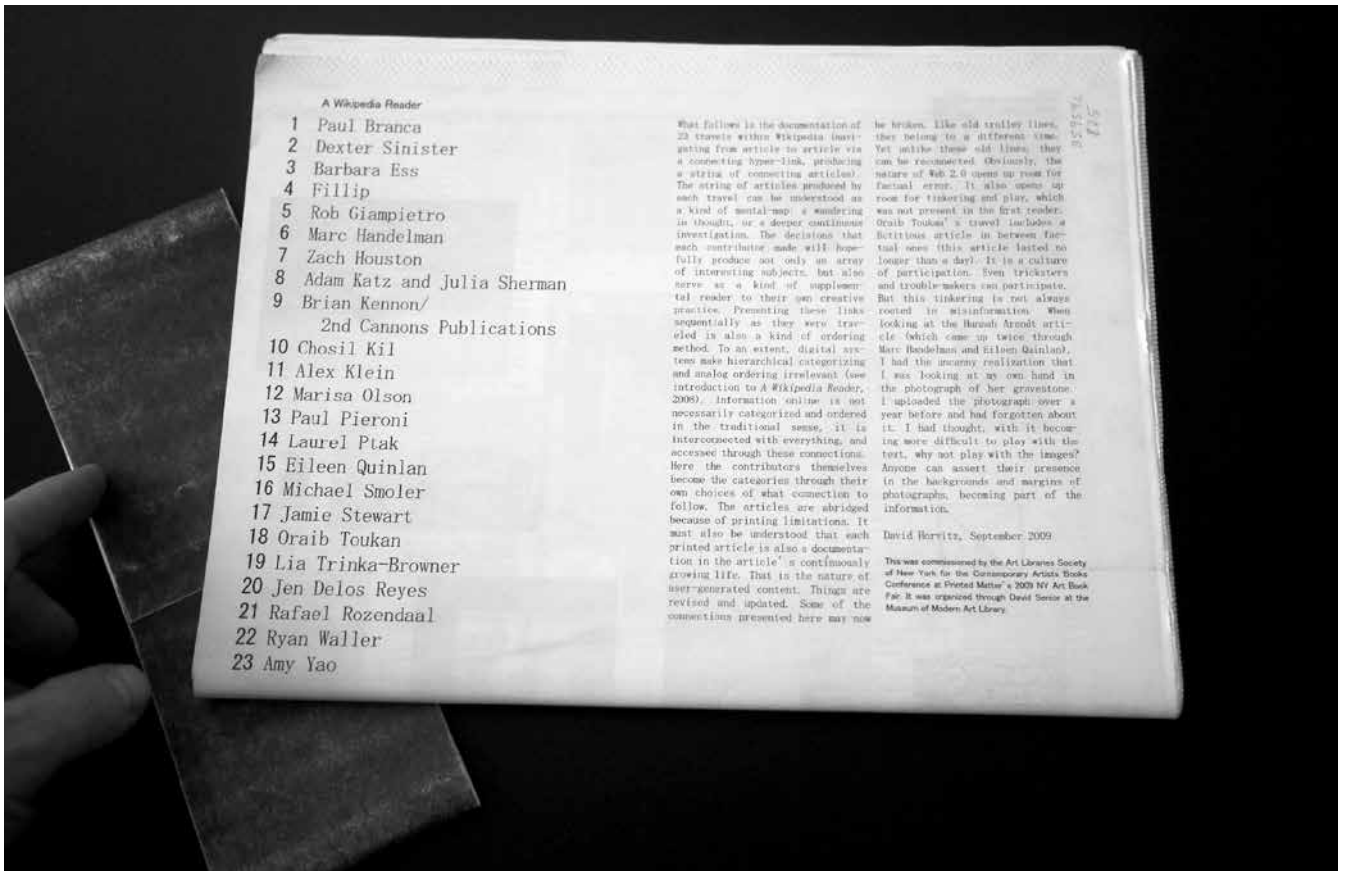 A Wikipedia Reader
1 Paul Branca
2 Dexter Sinister
3 Barbara Ess
4 Fillip
5 Rob Giampietro
6 Marc Handelman
7 Zach Houston
8 Adam Katz and Julia Sherman
9 Brian Kennon/
2nd Cannons Publications
10 Chosil Kil
11 Alex Klein
12 Marisa Olson
13 Paul Pieroni
14 Laurel Ptak
15 Eileen Quinlan
16 Michael Smoler
17 Jamie Stewart
18 Oraib Toukan
19 Lia Trinka-Browner
20 Jen Delos Reyes
21 Rafael Rozendaal
22 Ryan Waller
23 Amy Yao
What follows is the documentation of
23 travels within Wikipedia (navi-
gating from article to article via
a connecting hyper-link, producing
a string of connecting articles).
The string of articles produced by
each travel can be understood as
a kind of mental-map: a wandering
in thought, or a deeper continuous
investigation. The decisions that
each contributor made will hope-
fully produce not only an array
of interesting subjects, but also
serve as a kind of supplemen-
tal reader to their own creative
practice. Presenting these links
sequentially as they were trav-
eled is also a kind of ordering
method. To an extent, digital sys-
tems make hierarchical categorizing
and analog ordering irrelevant (see
introduction to A Wikipedia Reader,
2008). Information online is not
necessarily categorized and ordered
in the traditional sense, it is
interconnected with everything, and
accessed through these connections.
Here the contributors themselves
become the categories through their
own choices of what connection to
follow. The articles are abridged
because of printing limitations. It
must also be understood that each
printed article is also a documenta-
tion in the article's continuously
growing life. That is the nature of
user-generated content. Things are
revised and updated. Some of the
connections presented here may now
be broken. Like old trolley lines,
they belong to a different time.
Yet unlike these old lines, they
can be reconnected. Obviously, the
nature of Web 2.0 opens up room for
factual error. It also opens up
room for tinkering and play, which
was not present in the first reader.
Oraib Toukan's travel includes a
fictitious article in between fac-
tual ones (this article lasted no
longer than a day). It is a culture
of participation. Even tricksters
and trouble-makers can participate.
But this tinkering is not always
rooted in misinformation. When
looking at the Hannah Arendt arti-
cle (which came up twice through
Marc Handelman and Eileen Quinlan),
I had the uncanny realization that
I was looking at my own hand in
the photograph of her gravestone.
I uploaded the photograph over a
year before and had forgotten about
it. I had thought, with it becom-
ing more difficult to play with the
text, why not play with the images?
Anyone can assert their presence
in the backgrounds and margins of
photographs, becoming part of the
information.
David Horvitz, September 2009
This was commissioned by the Art Libraries Society
of New York for the Contemporary Artists' Books
Conference at Printed Matter's 2009 NY Art Book
Fair. It was organized through David Senior at the
Museum of Modern Art Library.